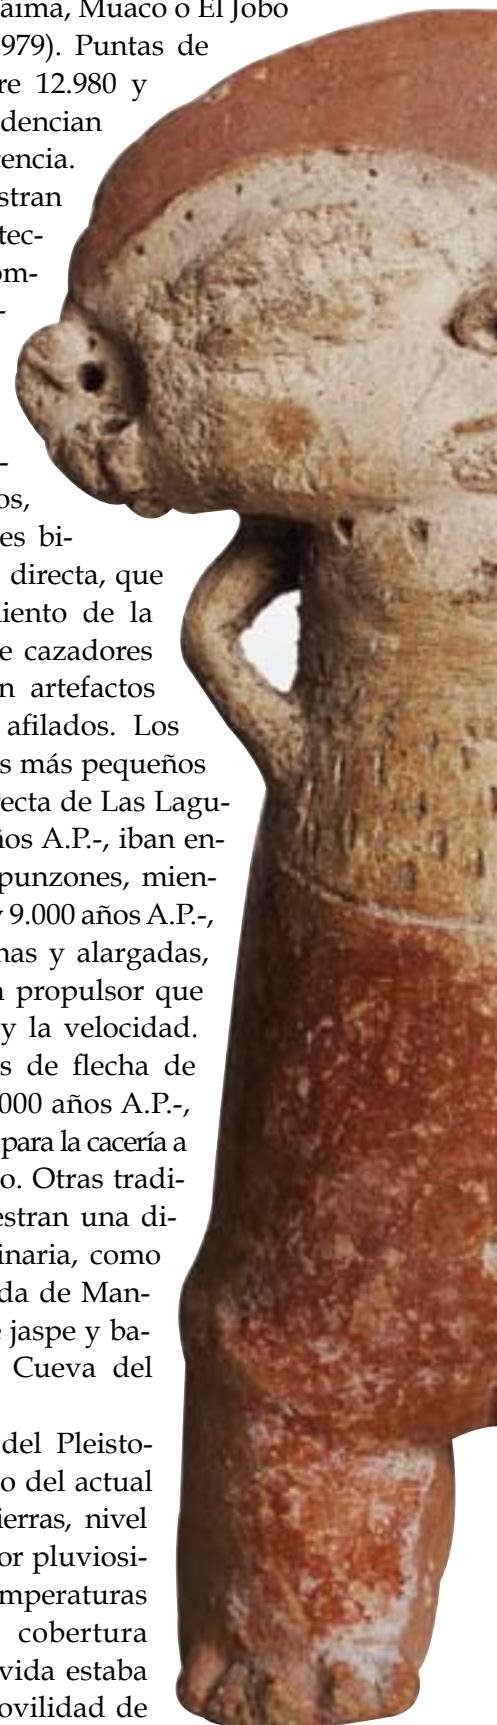 aima, Muaco o El Jobo
979). Puntas de
re 12.980 y
dencian
encia.
stran
tec-
om-
-
-
os,
es bi-
directa, que
iento de la
e cazadores
n artefactos
afilados. Los
s más pequeños
recta de Las Lagu-
ños A.P.-, iban en-
punzones, mien-
y 9.000 años A.P.-,
nas y alargadas,
n propulsor que
y la velocidad.
s de flecha de
000 años A.P.-,
para la cacería a
o. Otras tradi-
estran una di-
inaria, como
da de Man-
e jaspe y ba-
Cueva del
del Pleisto-
o del actual
ierras, nivel
or pluviosi-
mperaturas
cobertura
vida estaba
ovilidad de